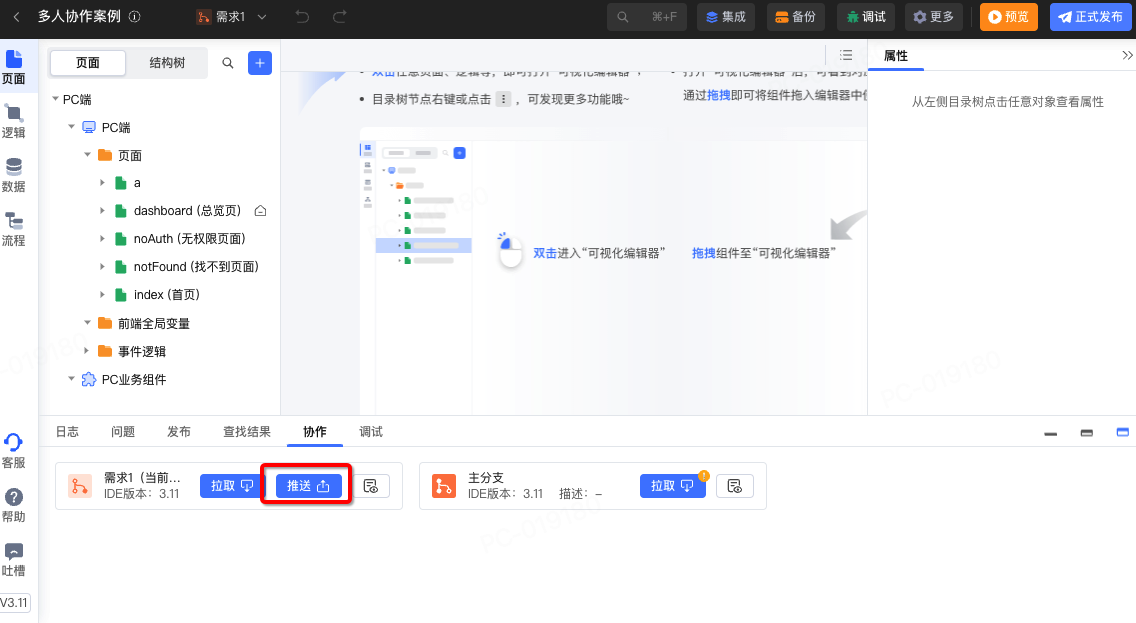 多人协作案例
需求1
⌘+F
集成
备份
调试
更多
预览
正式发布
页面
逻辑
数据
流程
客服
帮助
吐槽
V3.11
页面
结构树
PC端
PC端
页面
a
dashboard (总览页)
noAuth (无权限页面)
notFound (找不到页面)
index (首页)
前端全局变量
事件逻辑
PC业务组件
• 双击任意页面、逻辑等，即可打开“可视化编辑器”，
• 目录树节点右键或点击 ，可发现更多功能哦~
• 打开“可视化编辑器”后，可看到对应
通过拖拽即可将组件拖入编辑器中
双击进入“可视化编辑器”
拖拽组件至“可视化编辑器”
属性
从左侧目录树点击任意对象查看属性
日志
问题
发布
查找结果
协作
调试
需求1（当前...
IDE版本：3.11
拉取
推送
主分支
IDE版本：3.11 描述：–
拉取
PC-019180
PC-019180